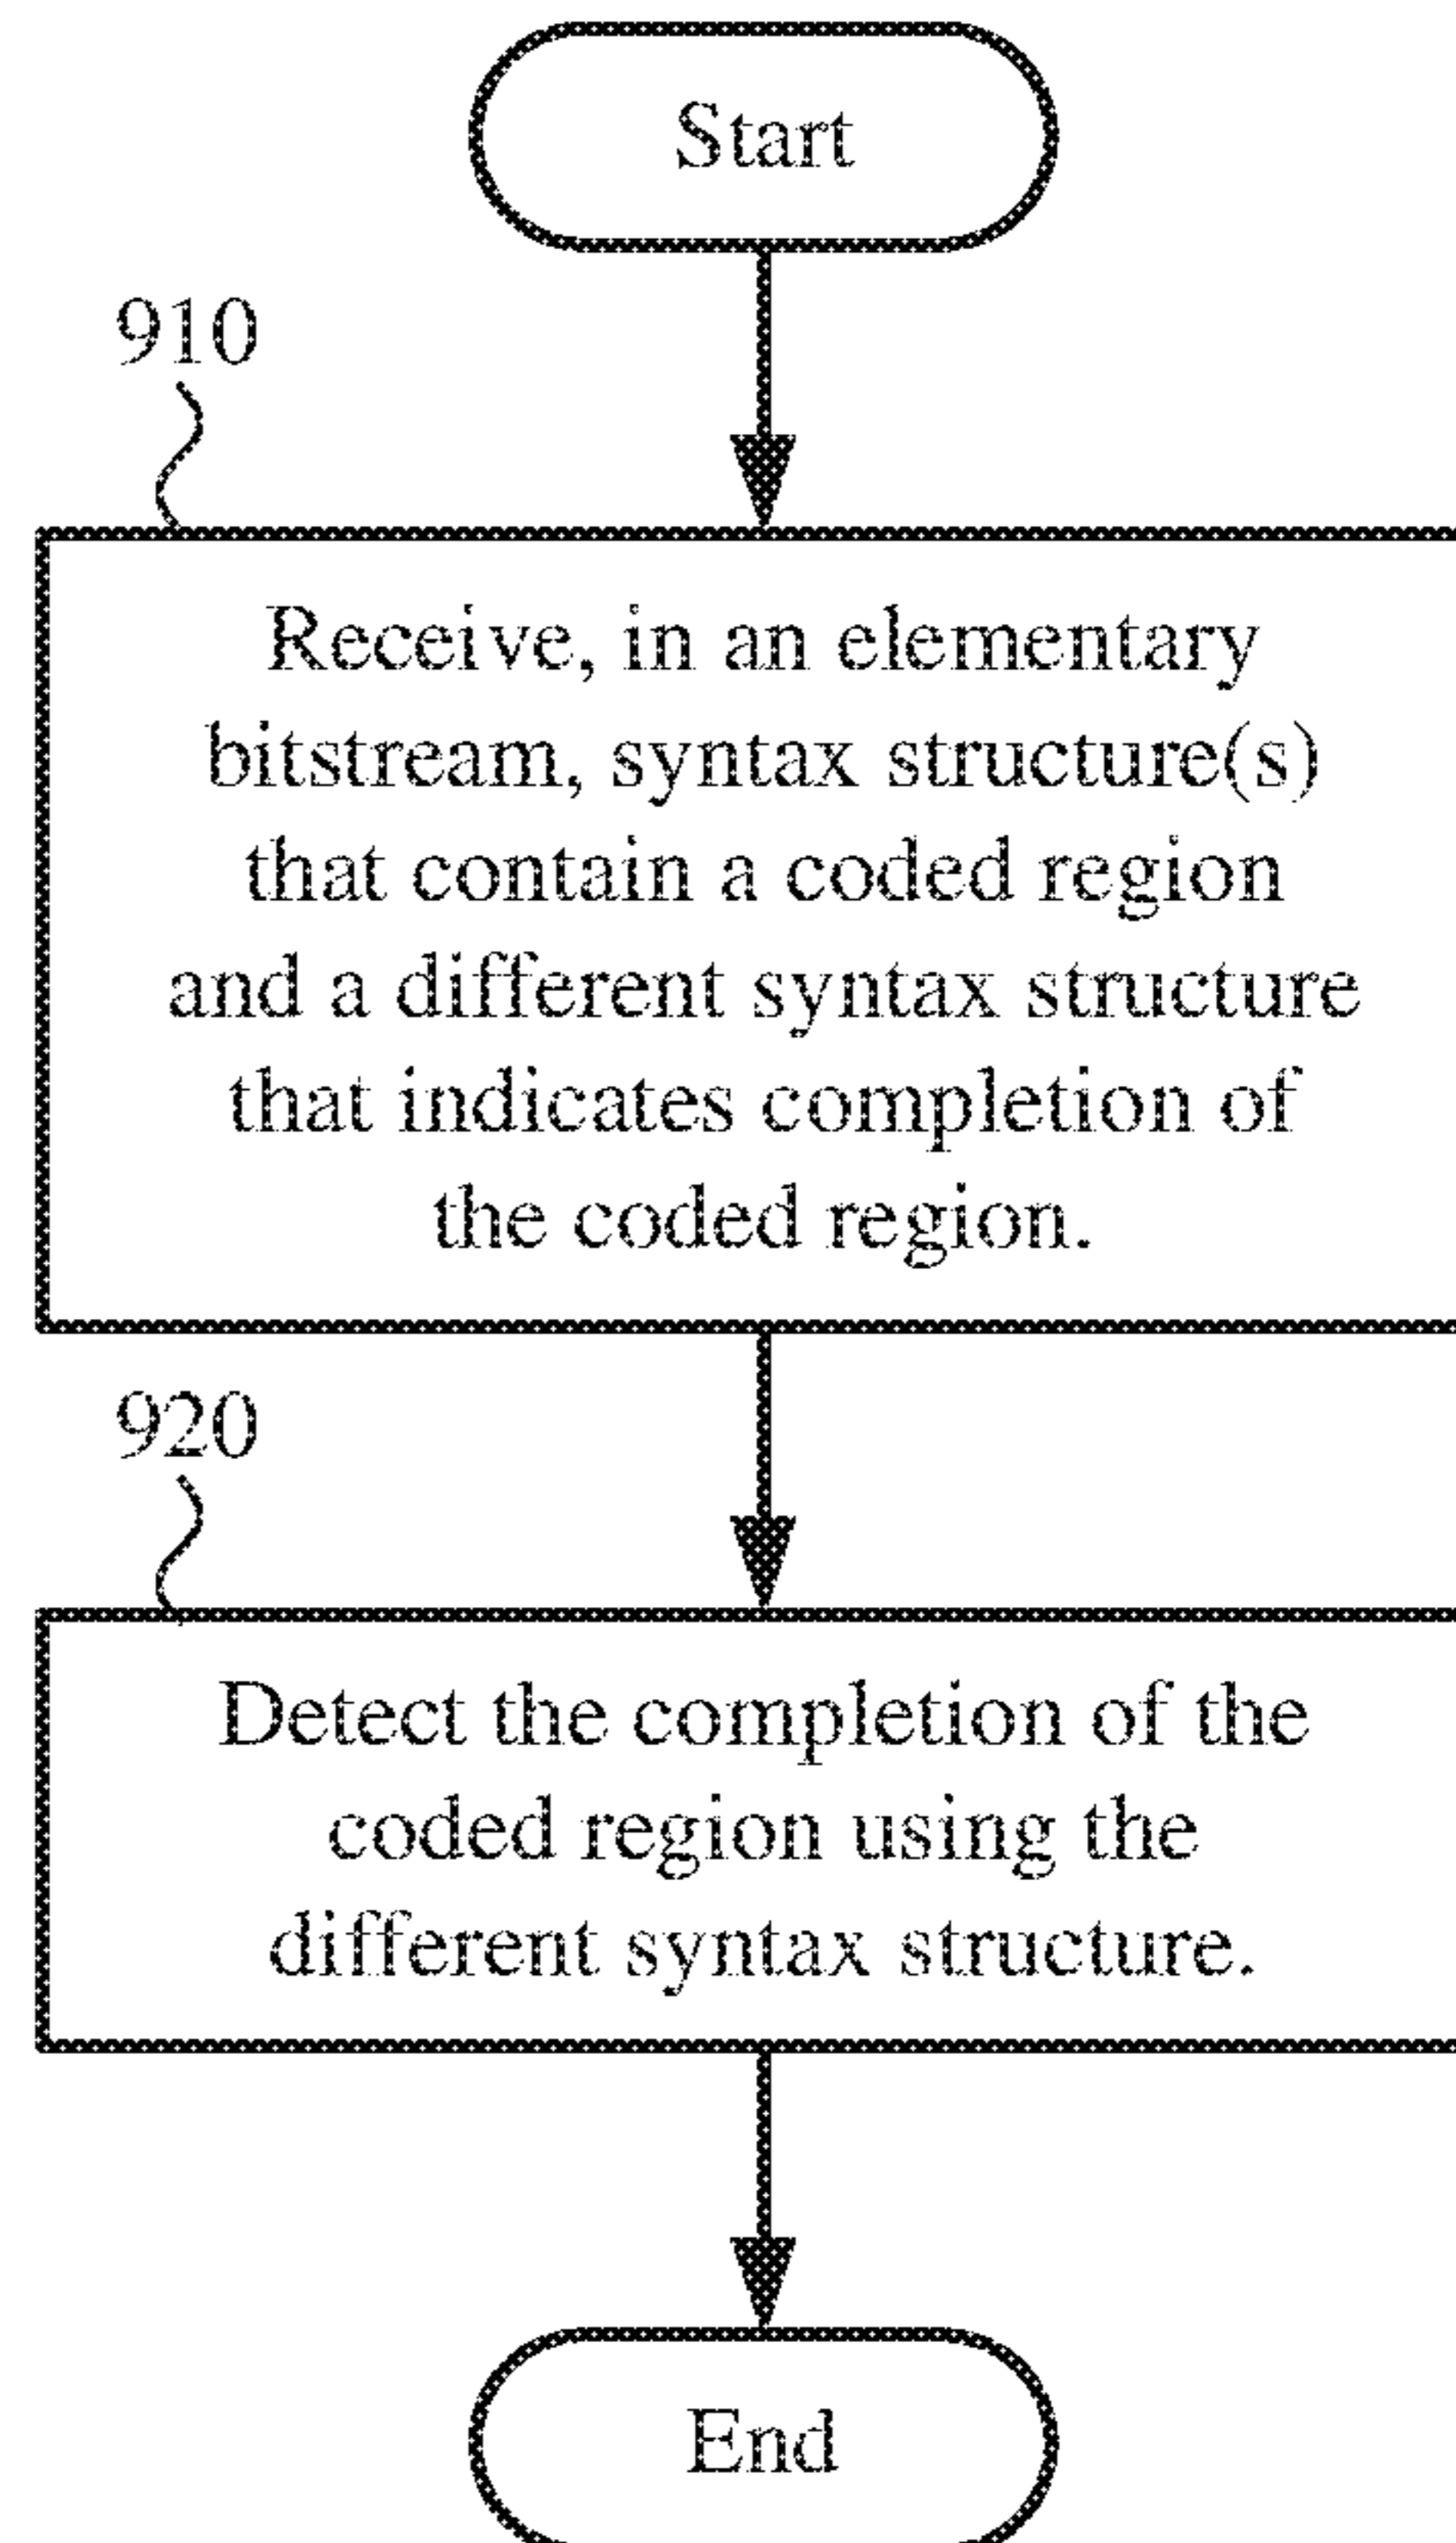 Start
910
Receive, in an elementary
bitstream, syntax structure(s)
that contain a coded region
and a different syntax structure
that indicates completion of
the coded region.
920
Detect the completion of the
coded region using the
different syntax structure.
End